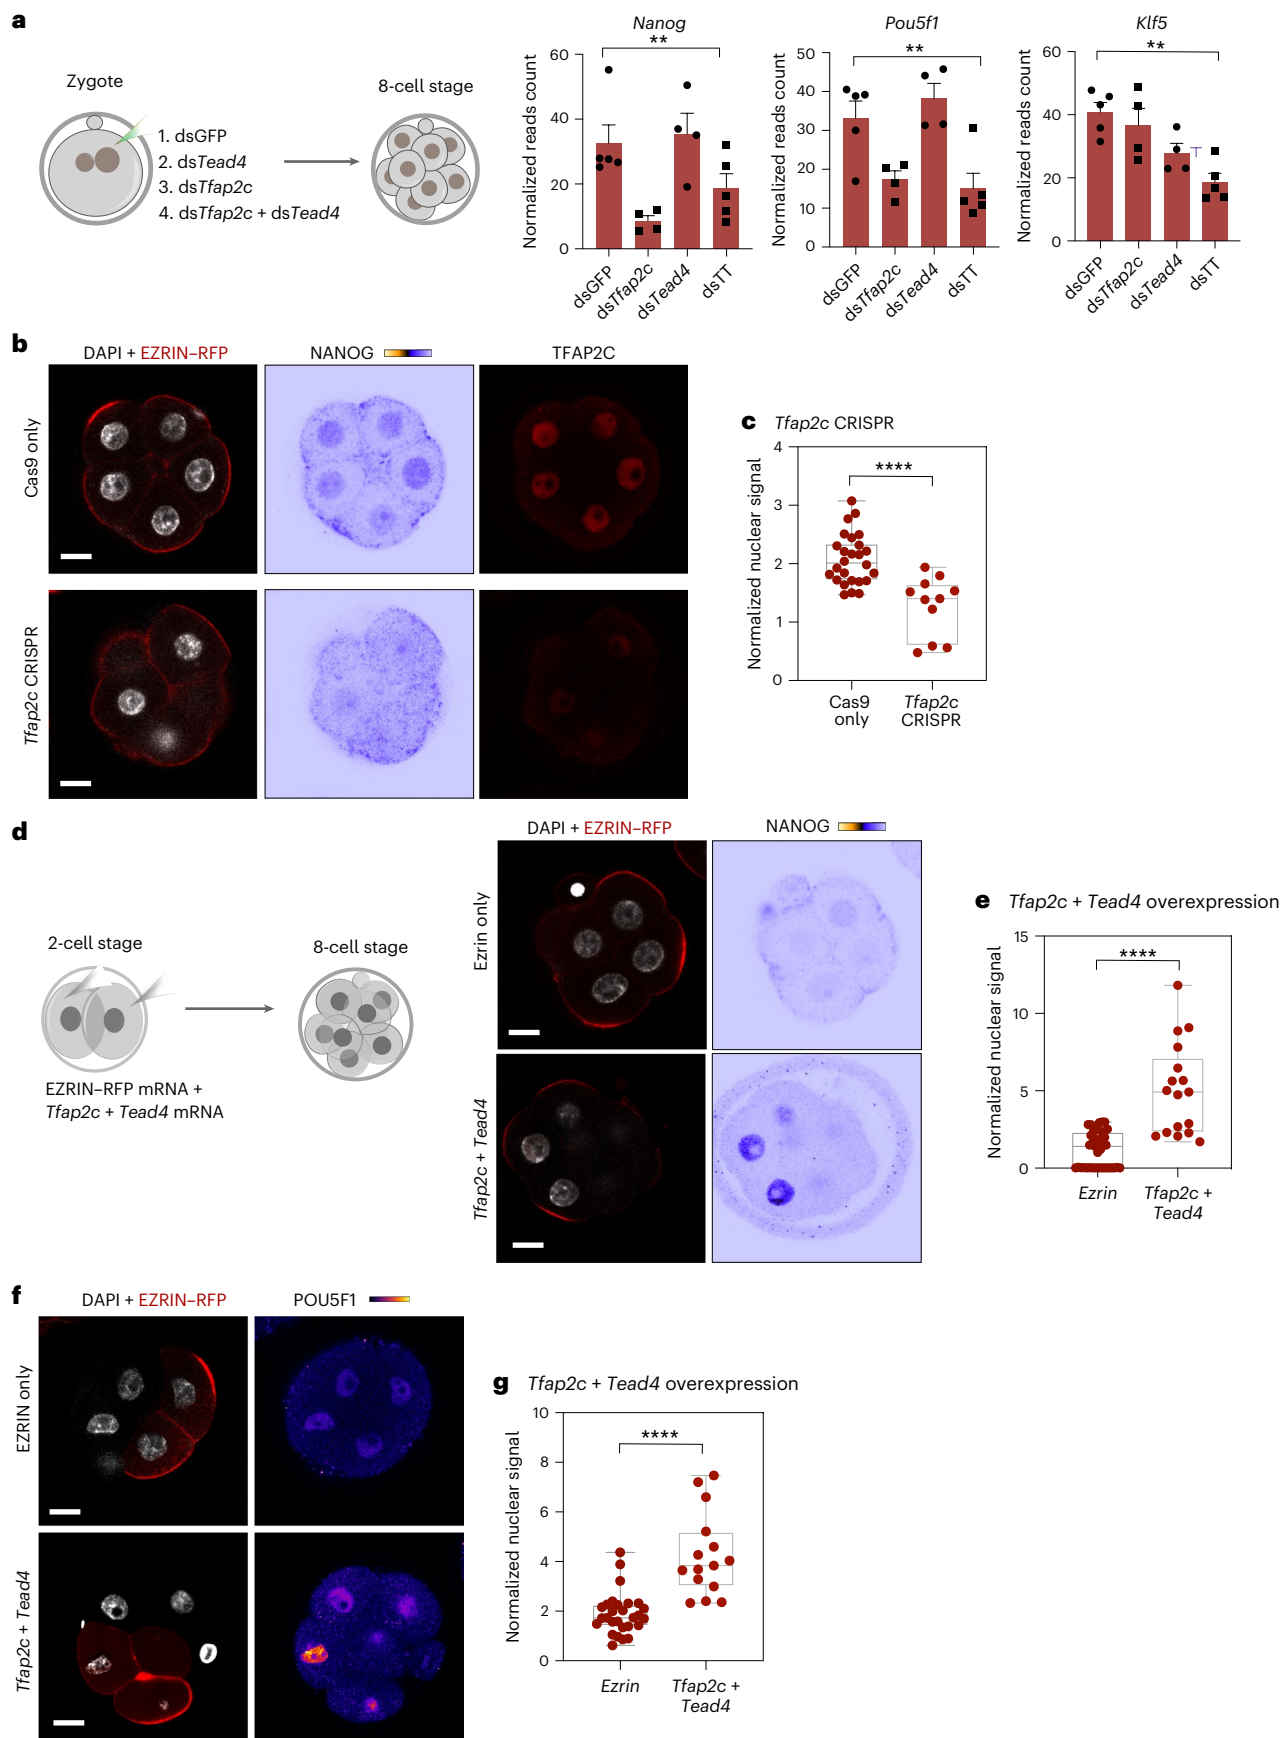 a
Zygote
1. dsGFP
2. dsTead4
3. dsTfap2c
4. dsTfap2c + dsTead4
8-cell stage
Nanog
**
Normalized reads count
60
40
20
0
dsGFP
dsTfap2c
dsTead4
dsTT
Pou5f1
**
Normalized reads count
50
40
30
20
10
0
dsGFP
dsTfap2c
dsTead4
dsTT
Klf5
**
Normalized reads count
60
40
20
0
dsGFP
dsTfap2c
dsTead4
dsTT
b
DAPI + EZRIN–RFP
NANOG
TFAP2C
Cas9 only
Tfap2c CRISPR
c
Tfap2c CRISPR
****
Normalized nuclear signal
4
3
2
1
0
Cas9
only
Tfap2c
CRISPR
d
2-cell stage
8-cell stage
EZRIN–RFP mRNA +
Tfap2c + Tead4 mRNA
DAPI + EZRIN–RFP
NANOG
Ezrin only
Tfap2c + Tead4
e
Tfap2c + Tead4 overexpression
****
Normalized nuclear signal
15
10
5
0
Ezrin
Tfap2c +
Tead4
f
DAPI + EZRIN–RFP
POU5F1
EZRIN only
Tfap2c + Tead4
g
Tfap2c + Tead4 overexpression
****
Normalized nuclear signal
10
8
6
4
2
0
Ezrin
Tfap2c +
Tead4